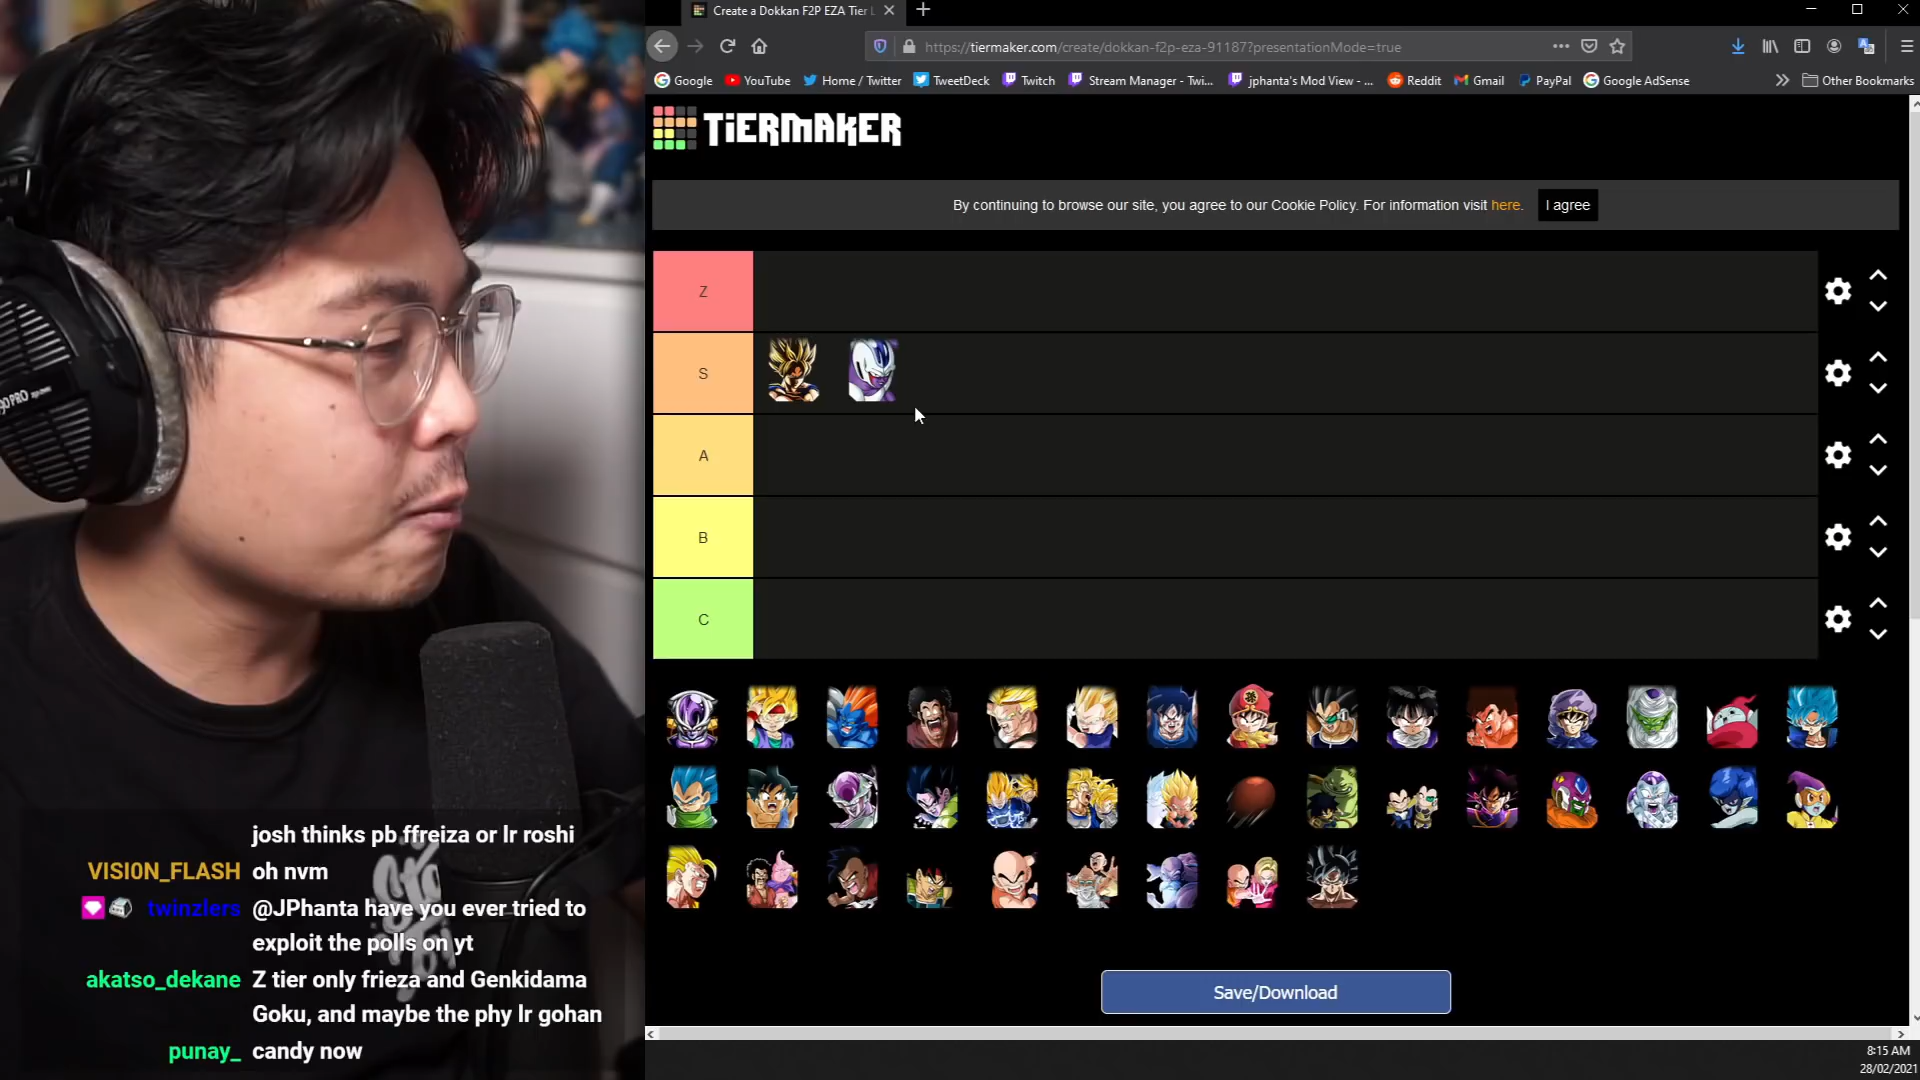 Create a Dokkan F2P EZA Tier L
https://tiermaker.com/create/dokkan-f2p-eza-91187?presentationMode=true
Google YouTube Home / Twitter TweetDeck Twitch Stream Manager - Twi... jphanta's Mod View - ... Reddit Gmail PayPal Google AdSense Other Bookmarks
TiERMAKER
By continuing to browse our site, you agree to our Cookie Policy. For information visit here. I agree
Z
S
A
B
C
josh thinks pb ffreiza or lr roshi
VISI0N_FLASH oh nvm
twinzlers @JPhanta have you ever tried to
exploit the polls on yt
akatso_dekane Z tier only frieza and Genkidama
Goku, and maybe the phy lr gohan
punay_ candy now
Save/Download
8:15 AM
28/02/2021